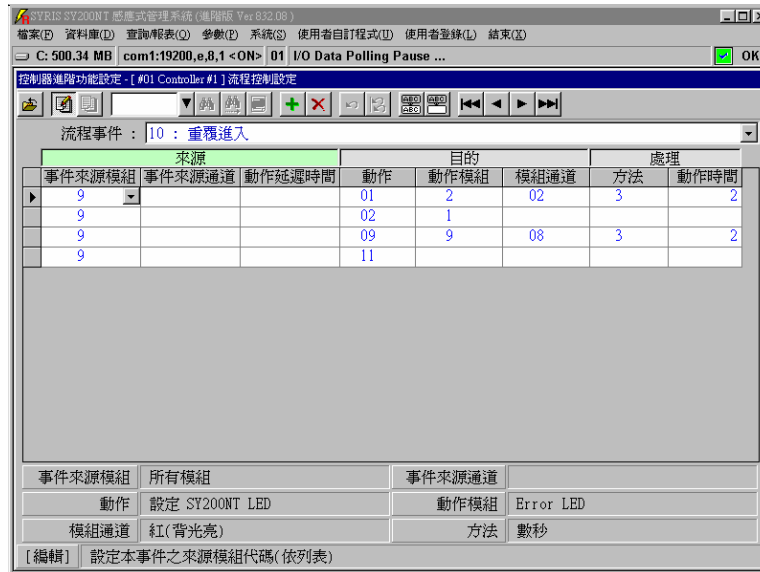 SYRIS SY200NT 感應式管理系統 (進階版 Ver 8.32.08 )
檔案(F) 資料庫(D) 查詢/報表(Q) 參數(P) 系統(S) 使用者自訂程式(U) 使用者登錄(L) 結束(X)
C: 500.34 MB com1:19200,e,8,1 <ON> 01 I/O Data Polling Pause ... OK
控制器進階功能設定 - [ #01 Controller #1 ] 流程控制設定
流程事件 : 10 : 重覆進入
來源 目的 處理
事件來源模組 事件來源通道 動作延遲時間 動作 動作模組 模組通道 方法 動作時間
9 01 2 02 3 2
9 02 1
9 09 9 08 3 2
9 11
事件來源模組 所有模組 事件來源通道
動作 設定 SY200NT LED 動作模組 Error LED
模組通道 紅(背光亮) 方法 數秒
[編輯] 設定本事件之來源模組代碼(依列表)